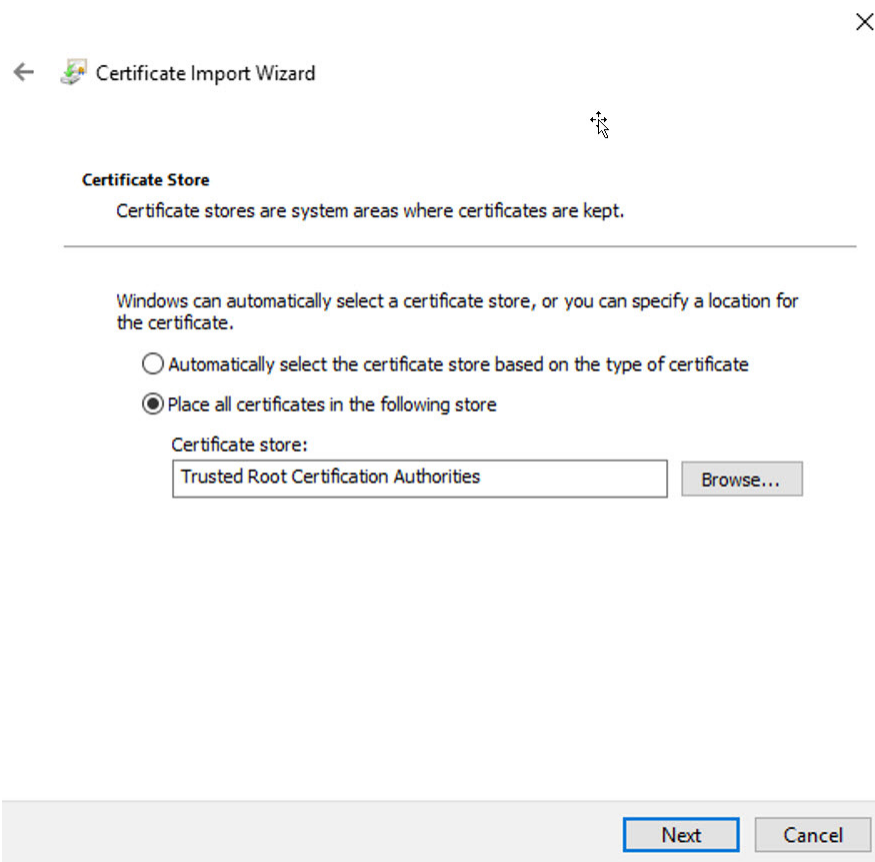 Certificate Import Wizard
Certificate Store
Certificate stores are system areas where certificates are kept.
Windows can automatically select a certificate store, or you can specify a location for
the certificate.
Automatically select the certificate store based on the type of certificate
Place all certificates in the following store
Certificate store:
Trusted Root Certification Authorities
Browse...
Next
Cancel